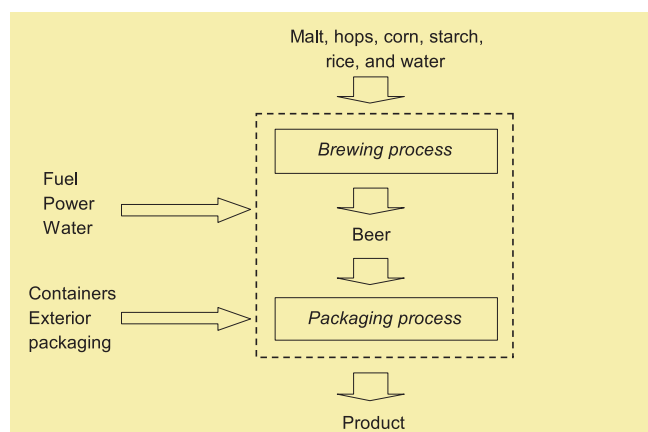 Malt, hops, corn, starch,
rice, and water
Brewing process
Fuel
Power
Water
Beer
Containers
Exterior
packaging
Packaging process
Product